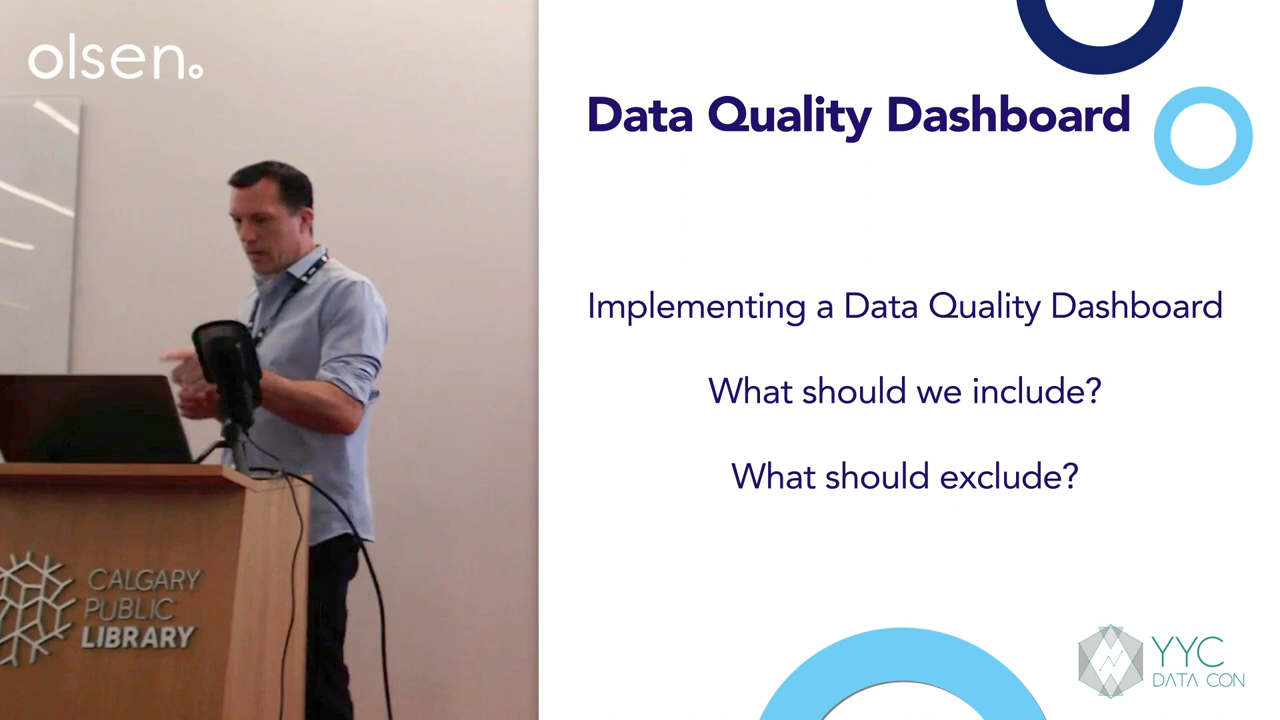 olsen.
Data Quality Dashboard
Implementing a Data Quality Dashboard
What should we include?
What should exclude?
CALGARY
PUBLIC
LIBRARY
YYC
DATA CON